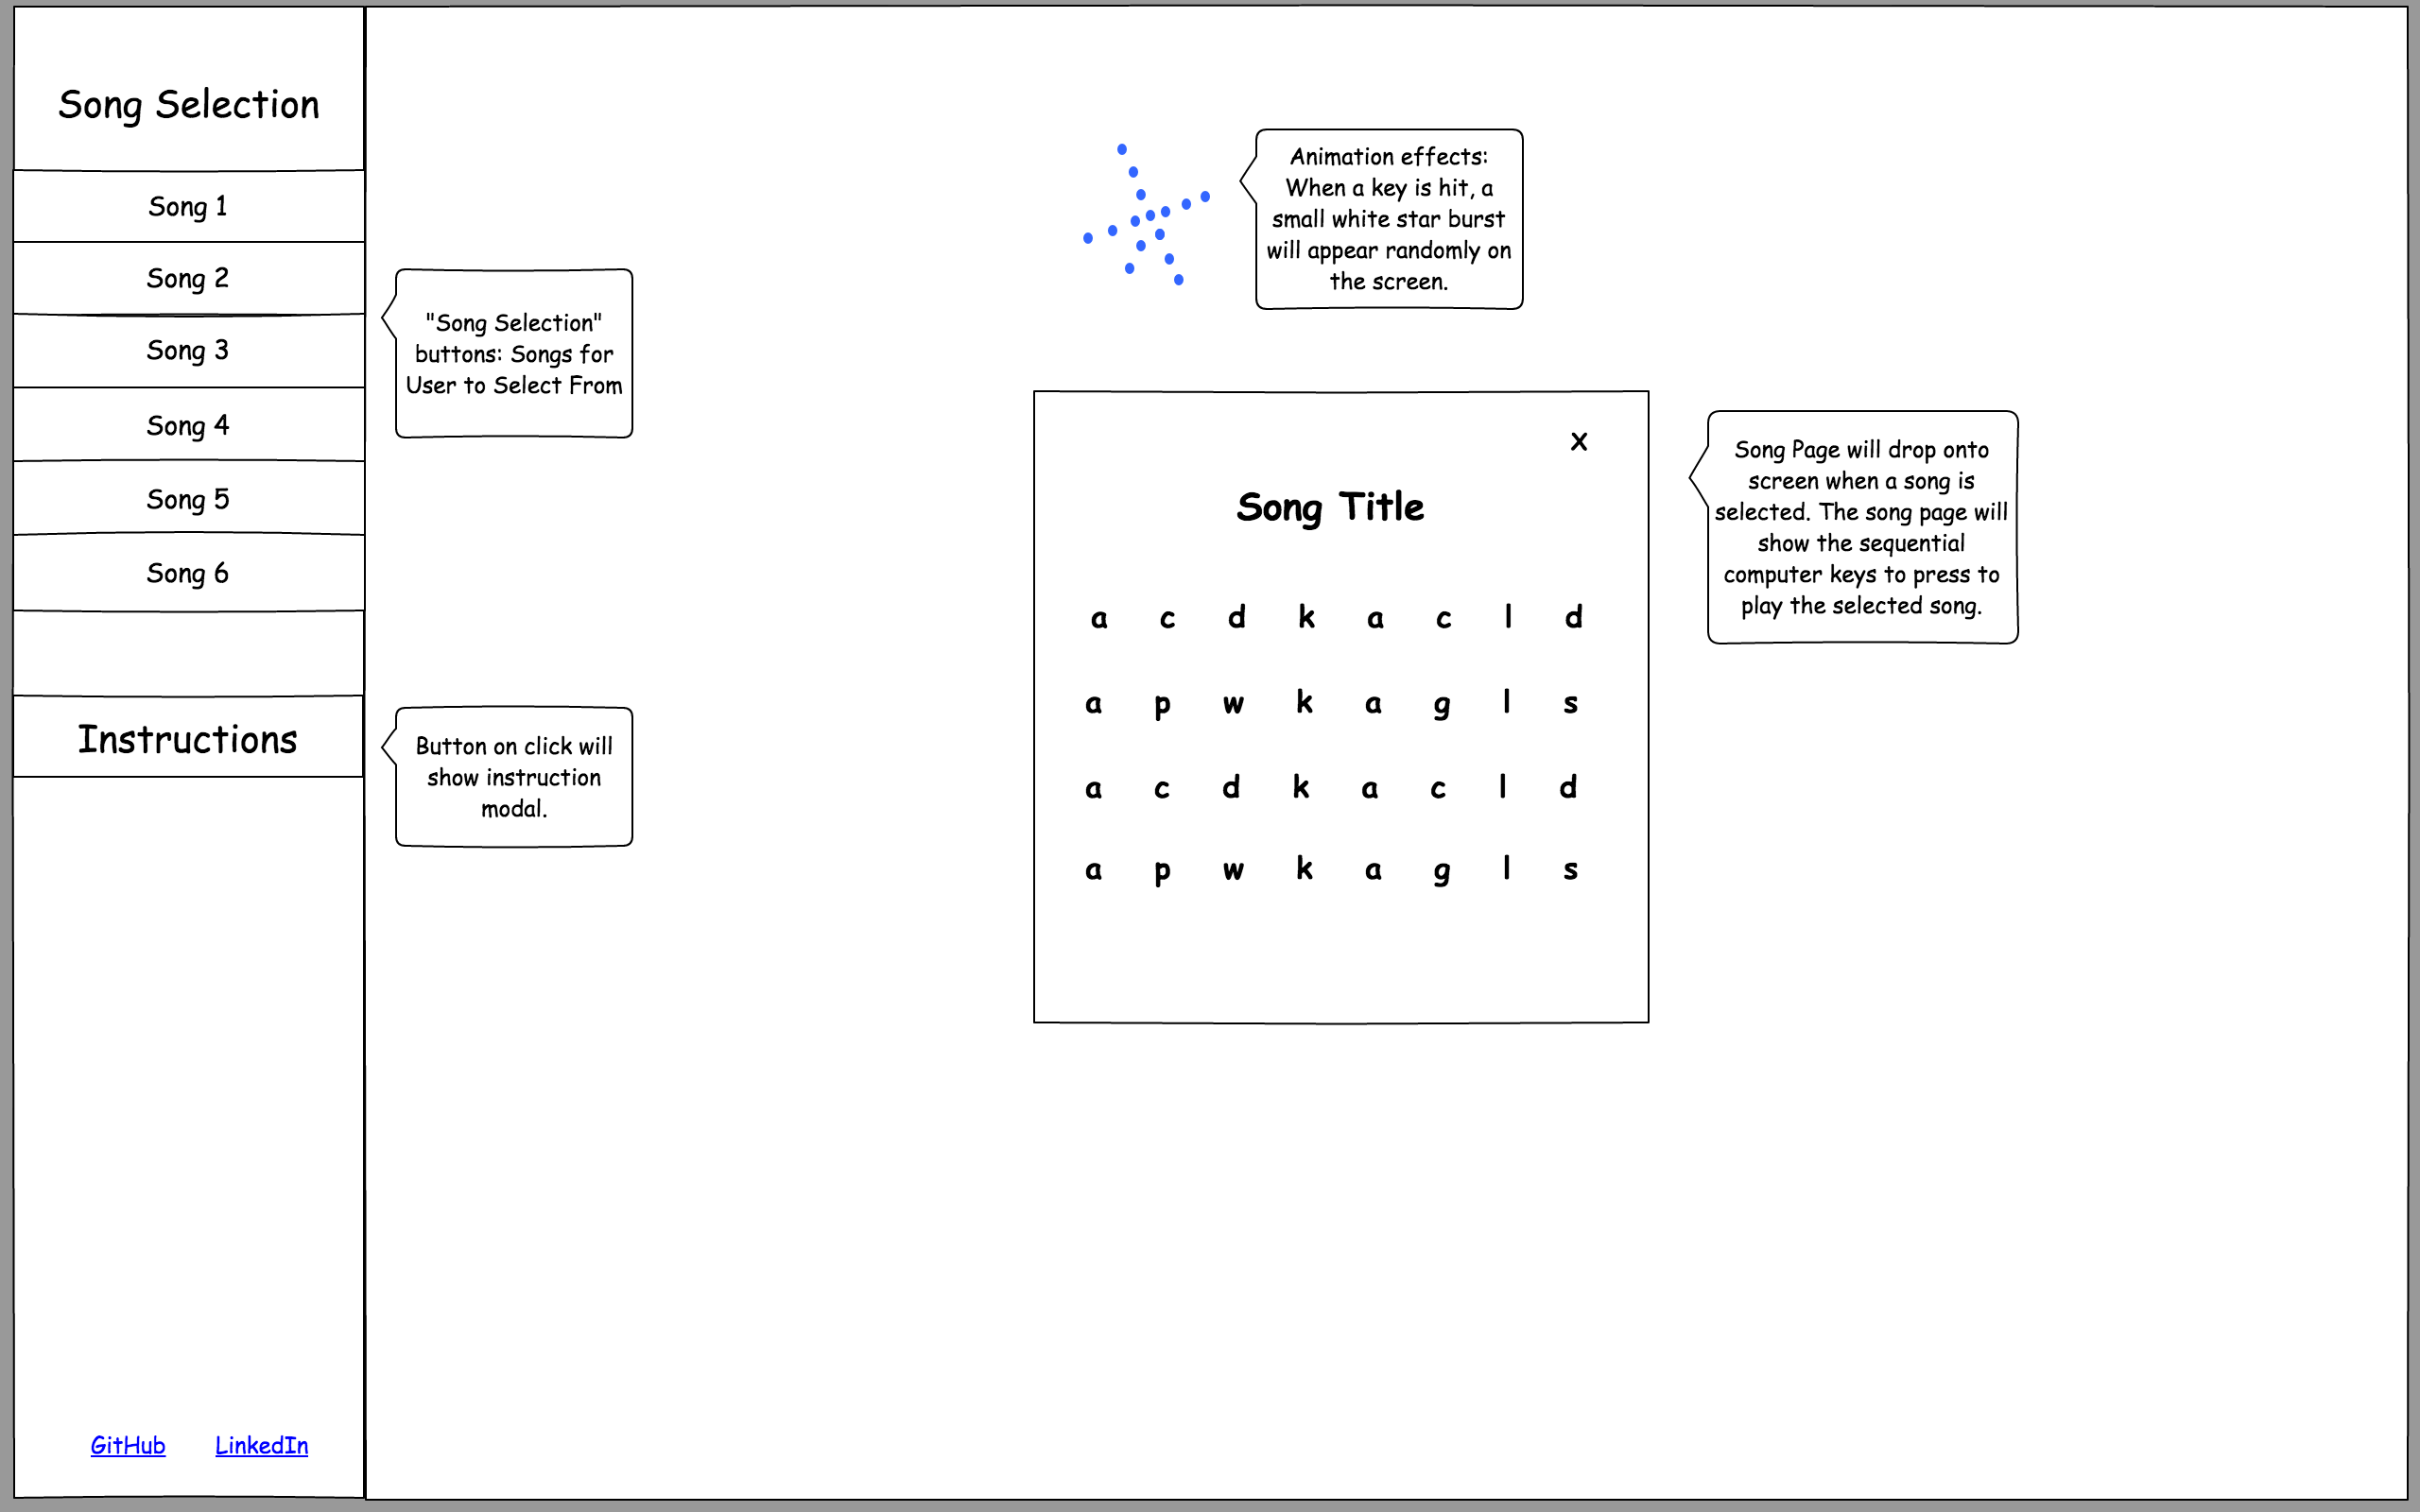 Song Selection
Song 1
Song 2
Song 3
Song 4
Song 5
Song 6
Instructions
GitHub LinkedIn
"Song Selection"
buttons: Songs for
User to Select From
Button on click will
show instruction
modal.
Animation effects:
When a key is hit, a
small white star burst
will appear randomly on
the screen.
x
Song Title
a c d k a c l d
a p w k a g l s
a c d k a c l d
a p w k a g l s
Song Page will drop onto
screen when a song is
selected. The song page will
show the sequential
computer keys to press to
play the selected song.